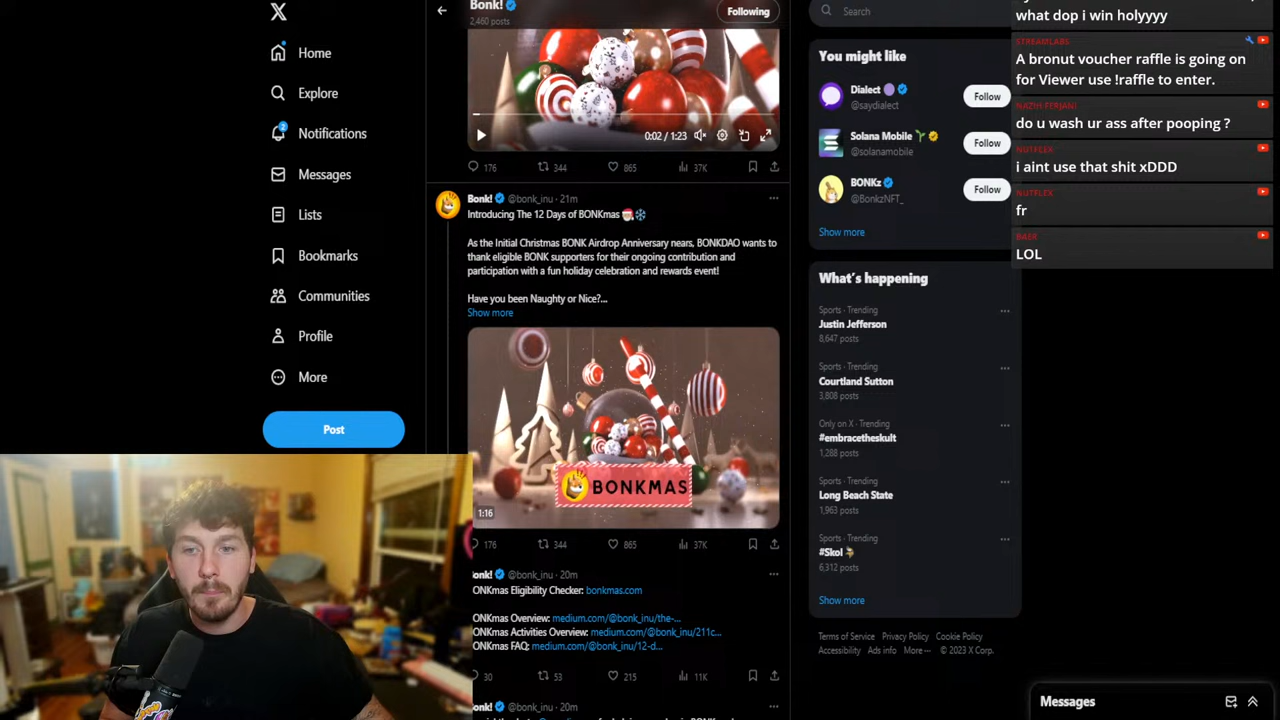 Home
Explore
2
Notifications
Messages
Lists
Bookmarks
Communities
Profile
More
Post
Bonk!
2,460 posts
Following
0:02 / 1:23
176 344 865 37K
Bonk! @bonk_inu · 21m
Introducing The 12 Days of BONKmas 🎅❄️
As the Initial Christmas BONK Airdrop Anniversary nears, BONKDAO wants to
thank eligible BONK supporters for their ongoing contribution and
participation with a fun holiday celebration and rewards event!
Have you been Naughty or Nice?...
Show more
BONKMAS
1:16
176 344 865 37K
Bonk! @bonk_inu · 20m
ONKmas Eligibility Checker: bonkmas.com
ONKmas Overview: medium.com/@bonk_inu/the-...
ONKmas Activities Overview: medium.com/@bonk_inu/211c...
ONKmas FAQ: medium.com/@bonk_inu/12-d...
30 53 215 11K
Bonk! @bonk_inu · 20m
Search
You might like
Dialect
@saydialect
Follow
Solana Mobile
@solanamobile
Follow
BONKz
@BonkzNFT_
Follow
Show more
What's happening
Sports · Trending
Justin Jefferson
8,647 posts
Sports · Trending
Courtland Sutton
3,808 posts
Only on X · Trending
#embracetheskult
1,288 posts
Sports · Trending
Long Beach State
1,963 posts
Sports · Trending
#Skol
6,312 posts
Show more
Terms of Service Privacy Policy Cookie Policy
Accessibility Ads info More ··· © 2023 X Corp.
Messages
what dop i win holyyyy
STREAMLABS
A bronut voucher raffle is going on
for Viewer use !raffle to enter.
do u wash ur ass after pooping ?
NUTFLEX
i aint use that shit xDDD
NUTFLEX
fr
BAER
LOL